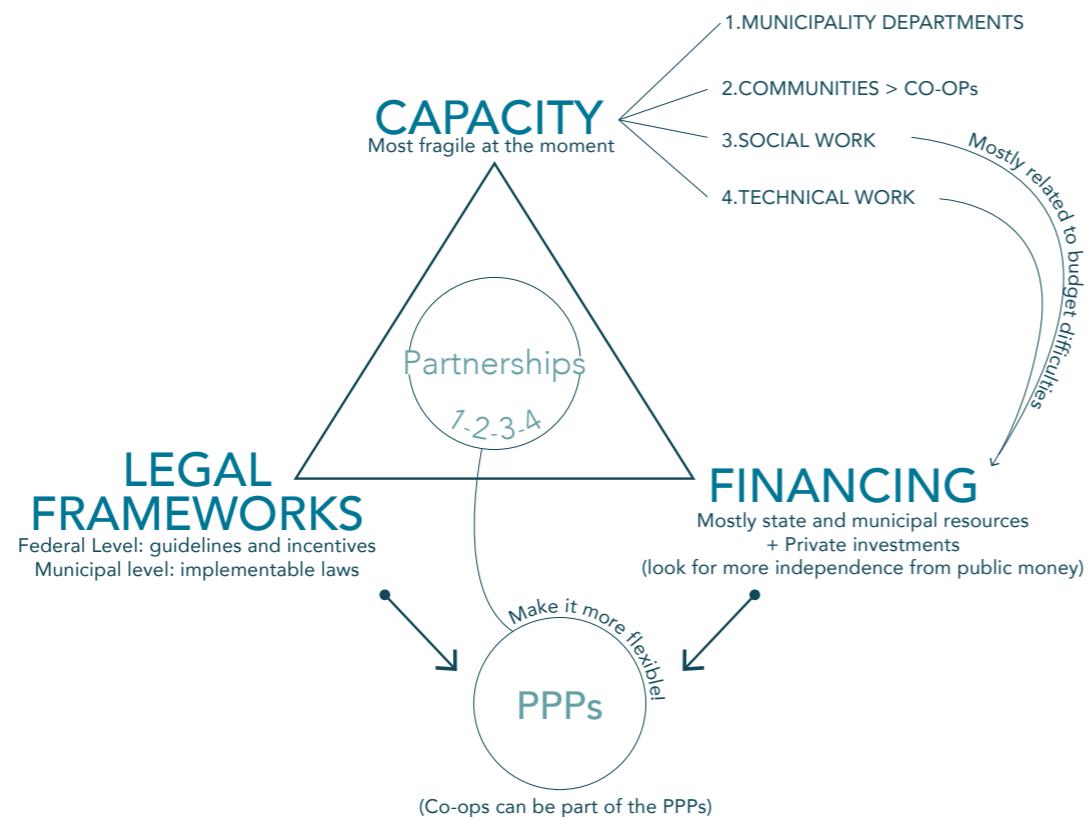 1.MUNICIPALITY DEPARTMENTS
2.COMMUNITIES > CO-OPs
CAPACITY
Most fragile at the moment
3.SOCIAL WORK
4.TECHNICAL WORK
Mostly related to budget difficulties
Partnerships
1-2-3-4
LEGAL
FRAMEWORKS
Federal Level: guidelines and incentives
Municipal level: implementable laws
FINANCING
Mostly state and municipal resources
+ Private investments
(look for more independence from public money)
Make it more flexible!
PPPs
(Co-ops can be part of the PPPs)